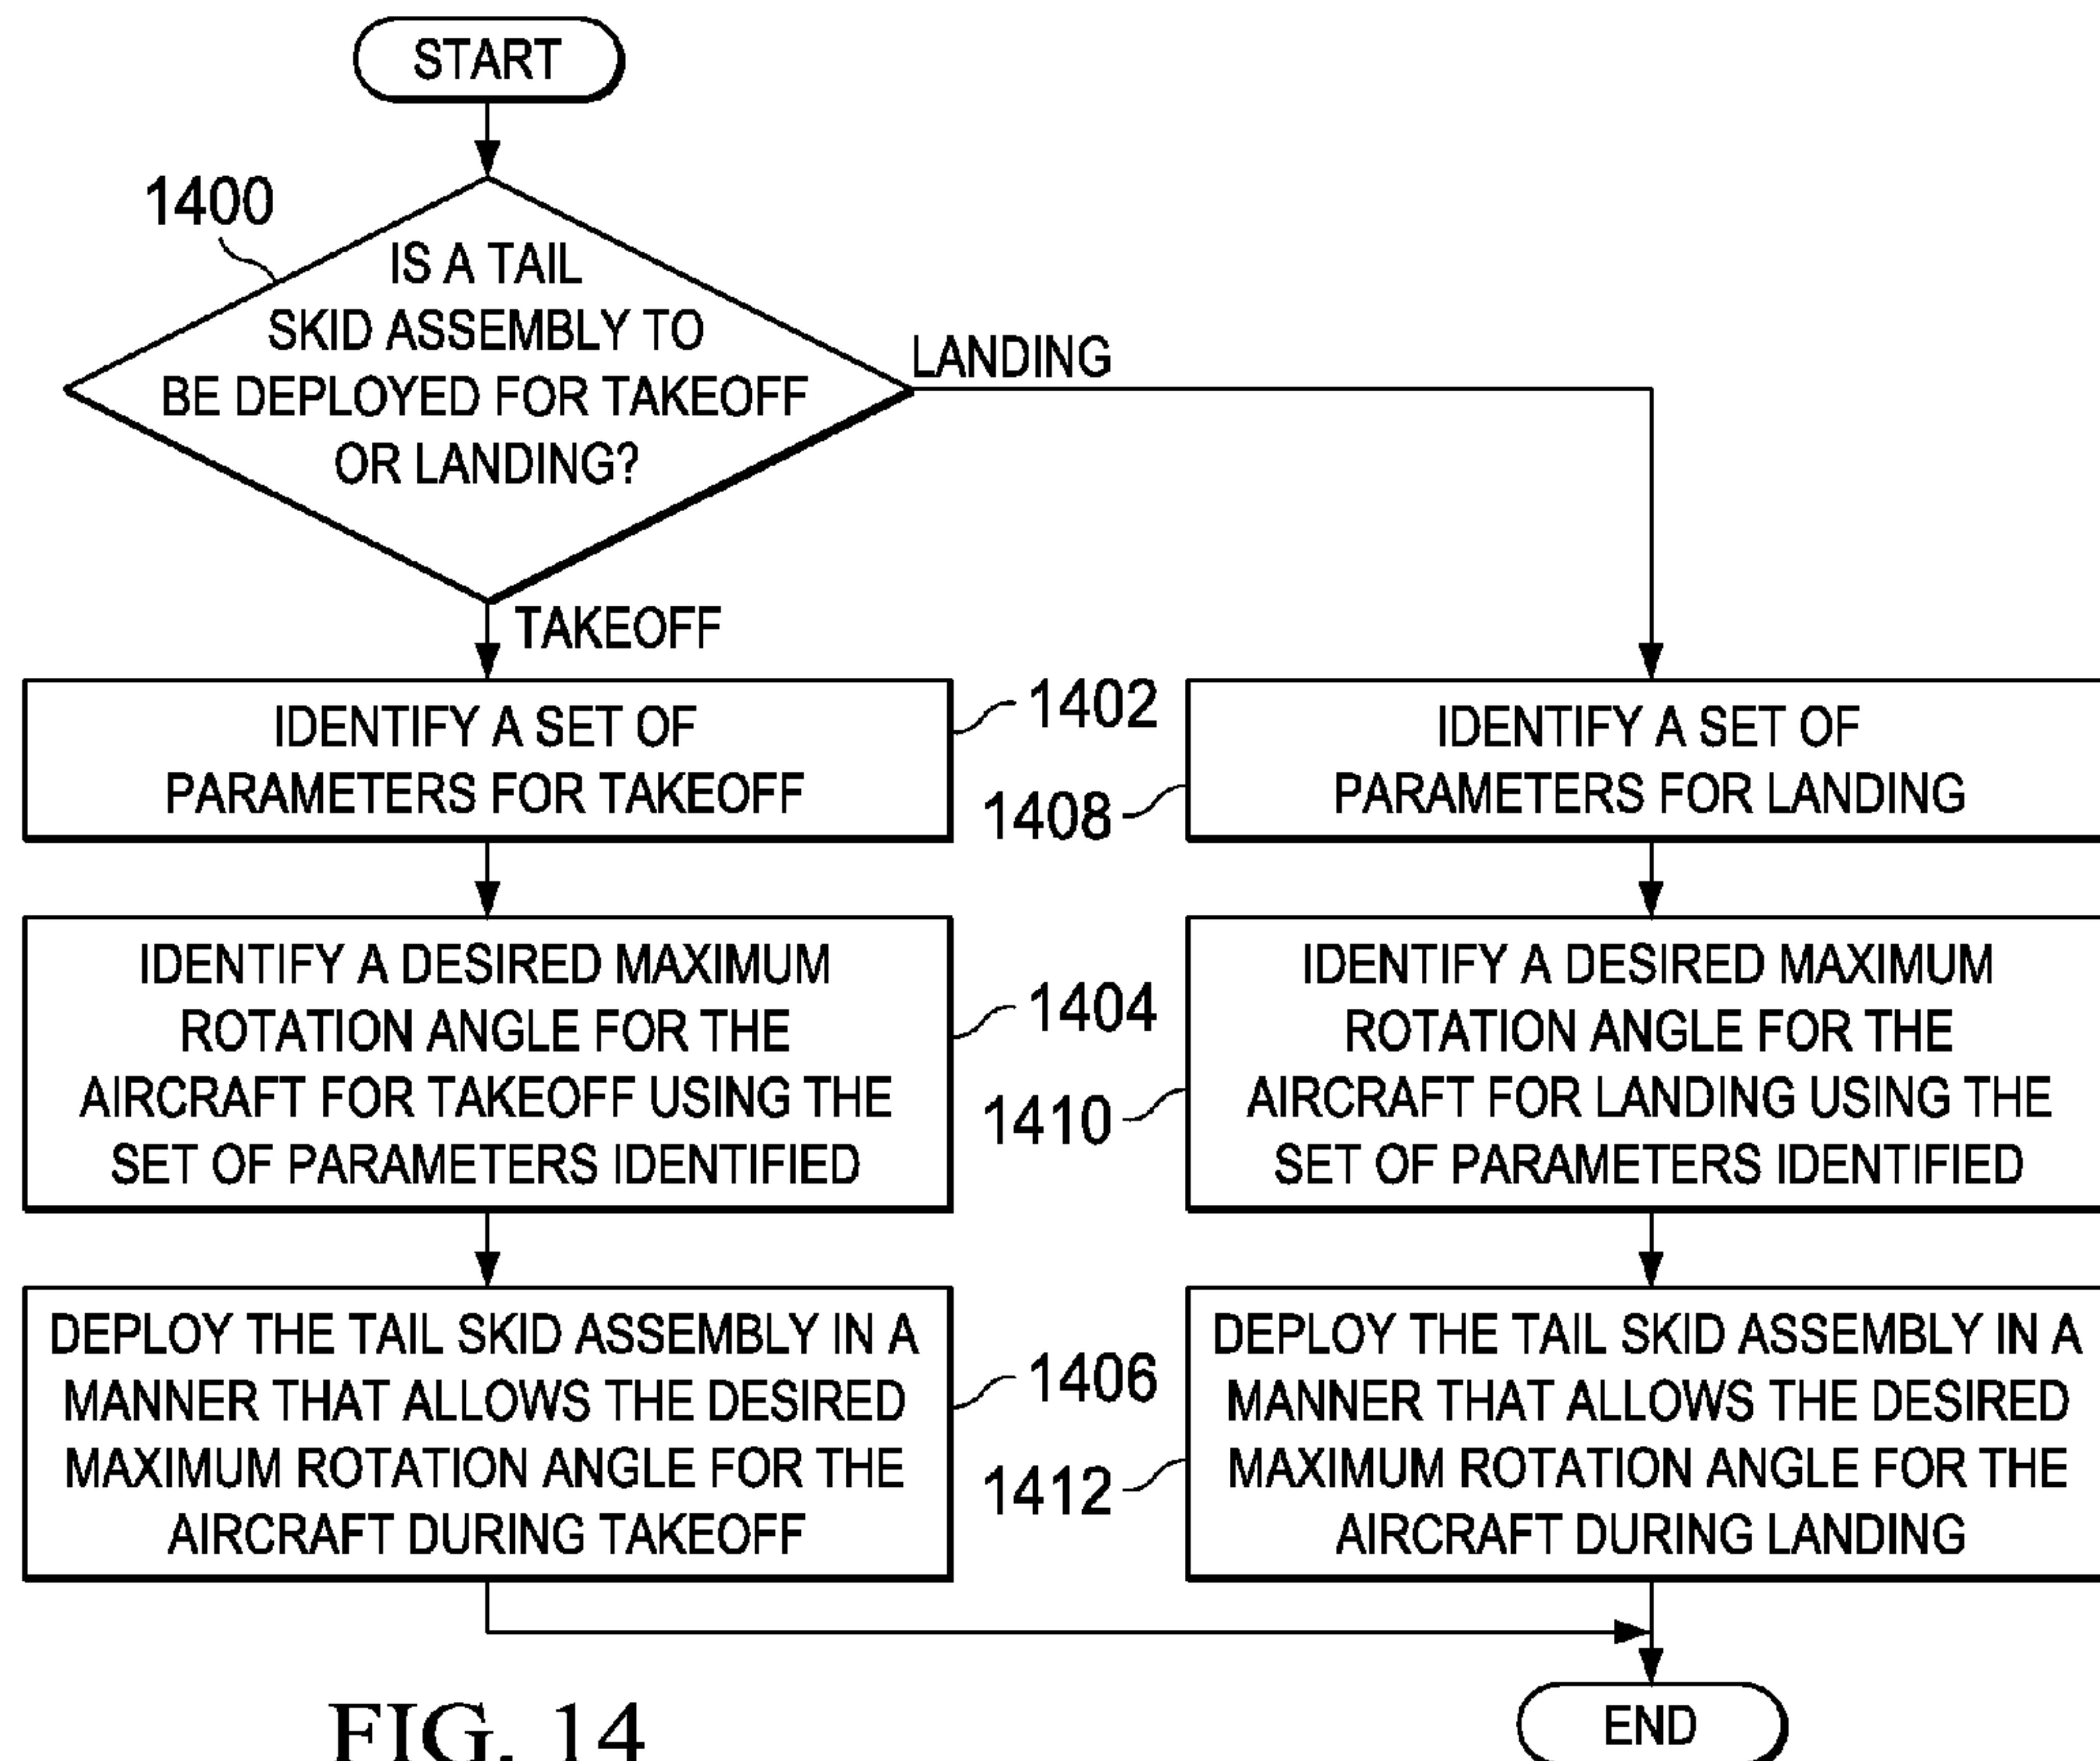 START
1400
IS A TAIL
SKID ASSEMBLY TO
BE DEPLOYED FOR TAKEOFF
OR LANDING?
LANDING
TAKEOFF
IDENTIFY A SET OF
PARAMETERS FOR TAKEOFF
1402
1408
IDENTIFY A SET OF
PARAMETERS FOR LANDING
IDENTIFY A DESIRED MAXIMUM
ROTATION ANGLE FOR THE
AIRCRAFT FOR TAKEOFF USING THE
SET OF PARAMETERS IDENTIFIED
1404
1410
IDENTIFY A DESIRED MAXIMUM
ROTATION ANGLE FOR THE
AIRCRAFT FOR LANDING USING THE
SET OF PARAMETERS IDENTIFIED
DEPLOY THE TAIL SKID ASSEMBLY IN A
MANNER THAT ALLOWS THE DESIRED
MAXIMUM ROTATION ANGLE FOR THE
AIRCRAFT DURING TAKEOFF
1406
1412
DEPLOY THE TAIL SKID ASSEMBLY IN A
MANNER THAT ALLOWS THE DESIRED
MAXIMUM ROTATION ANGLE FOR THE
AIRCRAFT DURING LANDING
FIG. 14
END